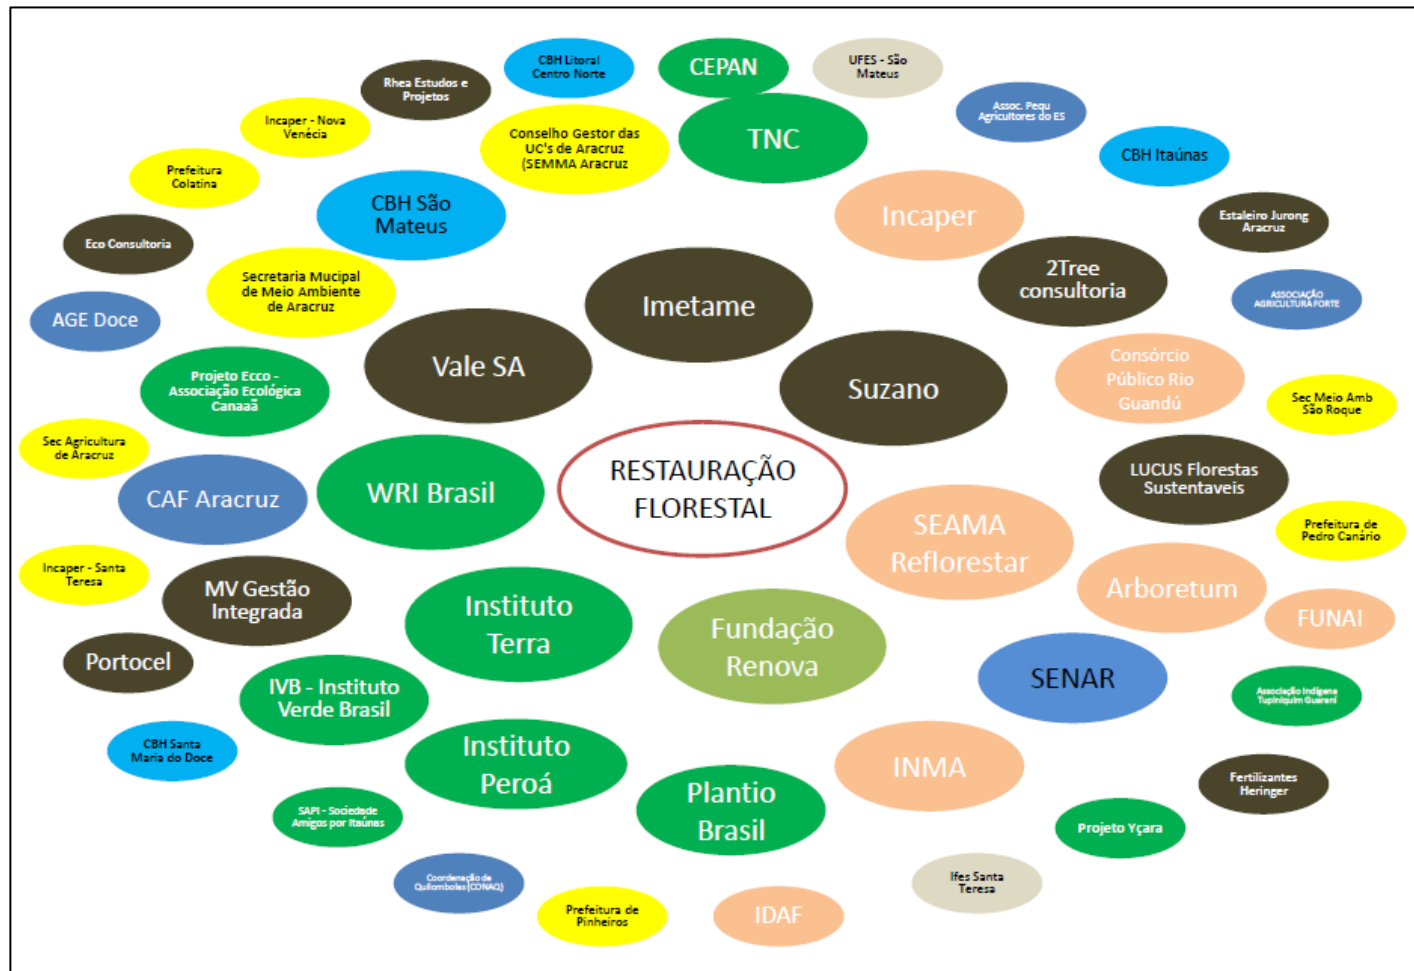 CBH Litoral
Centro Norte
CEPAN
UFES - São
Mateus
Rhea Estudos e
Projetos
Assoc. Pequ
Agricultores do ES
Incaper - Nova
Venécia
Conselho Gestor das
UC's de Aracruz
(SEMMA Aracruz
TNC
CBH Itaúnas
Prefeitura
Colatina
CBH São
Mateus
Incaper
Estaleiro Jurong
Aracruz
Eco Consultoria
Secretaria Mucipal
de Meio Ambiente
de Aracruz
Imetame
2Tree
consultoria
ASSOCIAÇÃO
AGRICULTURA FORTE
AGE Doce
Vale SA
Suzano
Consórcio
Público Rio
Guandú
Projeto Ecco -
Associação Ecológica
Canaaã
Sec Meio Amb
São Roque
Sec Agricultura
de Aracruz
CAF Aracruz
WRI Brasil
RESTAURAÇÃO
FLORESTAL
LUCUS Florestas
Sustentaveis
SEAMA
Reflorestar
Prefeitura de
Pedro Canário
Incaper - Santa
Teresa
MV Gestão
Integrada
Instituto
Terra
Fundação
Renova
Arboretum
FUNAI
Portocel
IVB - Instituto
Verde Brasil
SENAR
Associação Indígena
Tupiniquim Guarani
CBH Santa
Maria do Doce
Instituto
Peroá
Plantio
Brasil
INMA
Fertilizantes
Heringer
SAPI - Sociedade
Amigos por Itaúnas
Projeto Yçara
Coordenação de
Quilombolas (CONAQ)
Prefeitura de
Pinheiros
IDAF
Ifes Santa
Teresa